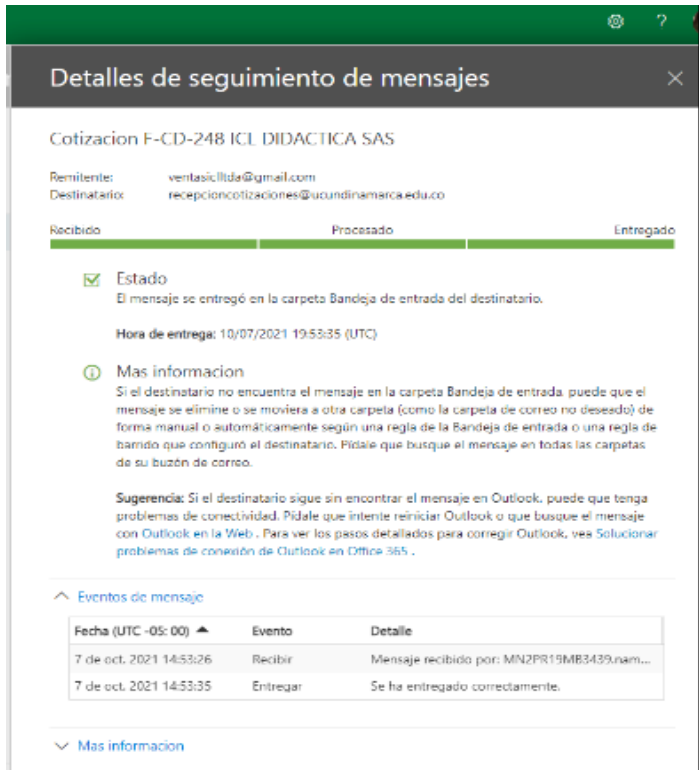 ?
Detalles de seguimiento de mensajes
Cotizacion F-CD-248 ICL DIDACTICA SAS
Remitente: ventasiclltda@gmail.com
Destinatario: recepcioncotizaciones@ucundinamarca.edu.co
Recibido Procesado Entregado
Estado
El mensaje se entregó en la carpeta Bandeja de entrada del destinatario.
Hora de entrega: 10/07/2021 19:53:35 (UTC)
Mas informacion
Si el destinatario no encuentra el mensaje en la carpeta Bandeja de entrada, puede que el
mensaje se elimine o se moviera a otra carpeta (como la carpeta de correo no deseado) de
forma manual o automáticamente según una regla de la Bandeja de entrada o una regla de
barrido que configuró el destinatario. Pídale que busque el mensaje en todas las carpetas
de su buzón de correo.
Sugerencia: Si el destinatario sigue sin encontrar el mensaje en Outlook, puede que tenga
problemas de conectividad. Pídale que intente reiniciar Outlook o que busque el mensaje
con Outlook en la Web . Para ver los pasos detallados para corregir Outlook, vea Solucionar
problemas de conexión de Outlook en Office 365 .
Eventos de mensaje
Fecha (UTC -05: 00) Evento Detalle
7 de oct. 2021 14:53:26 Recibir Mensaje recibido por: MN2PR19MB3439.nam...
7 de oct. 2021 14:53:35 Entregar Se ha entregado correctamente.
Mas informacion